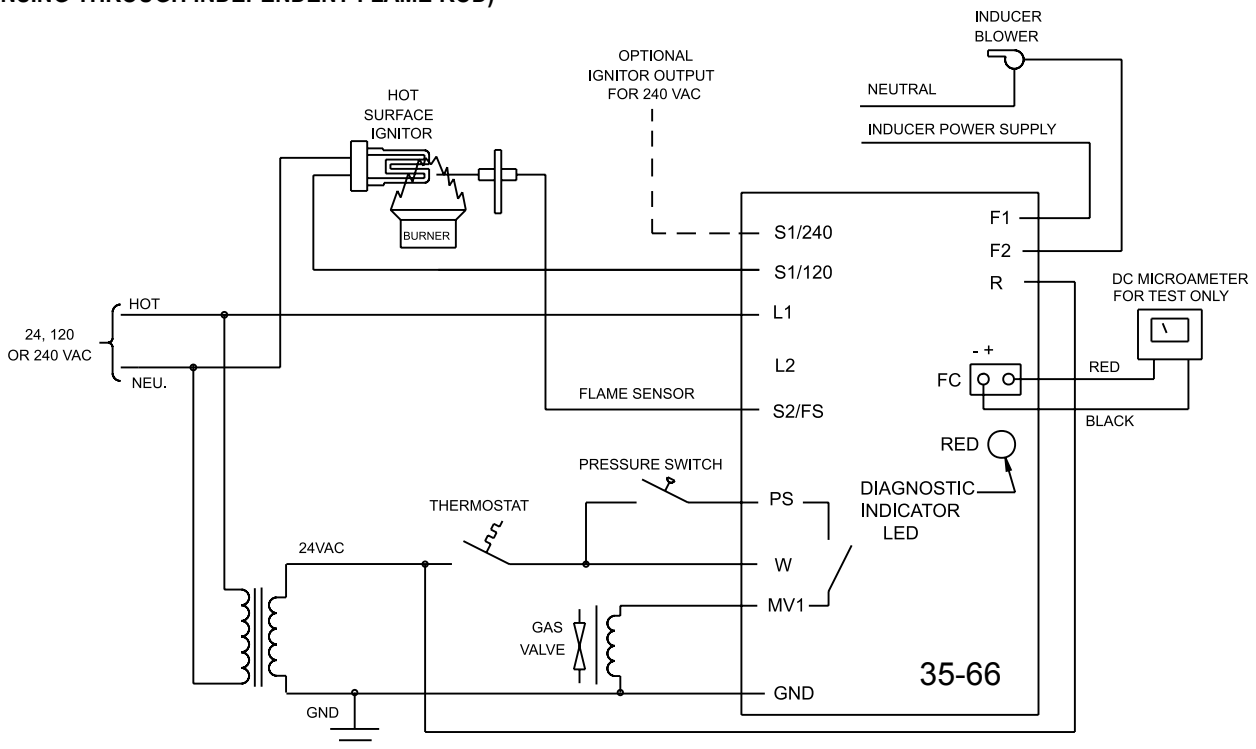 THROUGH INDEPENDENT
INDUCER
BLOWER
OPTIONAL
IGNITOR OUTPUT
FOR 240 VAC
NEUTRAL
HOT
SURFACE
IGNITOR
INDUCER POWER SUPPLY
BURNER
S1/240
F1
F2
S1/120
R
DC MICROAMETER
FOR TEST ONLY
HOT
L1
24, 120
OR 240 VAC
NEU.
L2
- +
FC
RED
FLAME SENSOR
S2/FS
BLACK
RED
PRESSURE SWITCH
PS
DIAGNOSTIC
INDICATOR
LED
THERMOSTAT
24VAC
W
MV1
GAS
VALVE
35-66
GND
GND